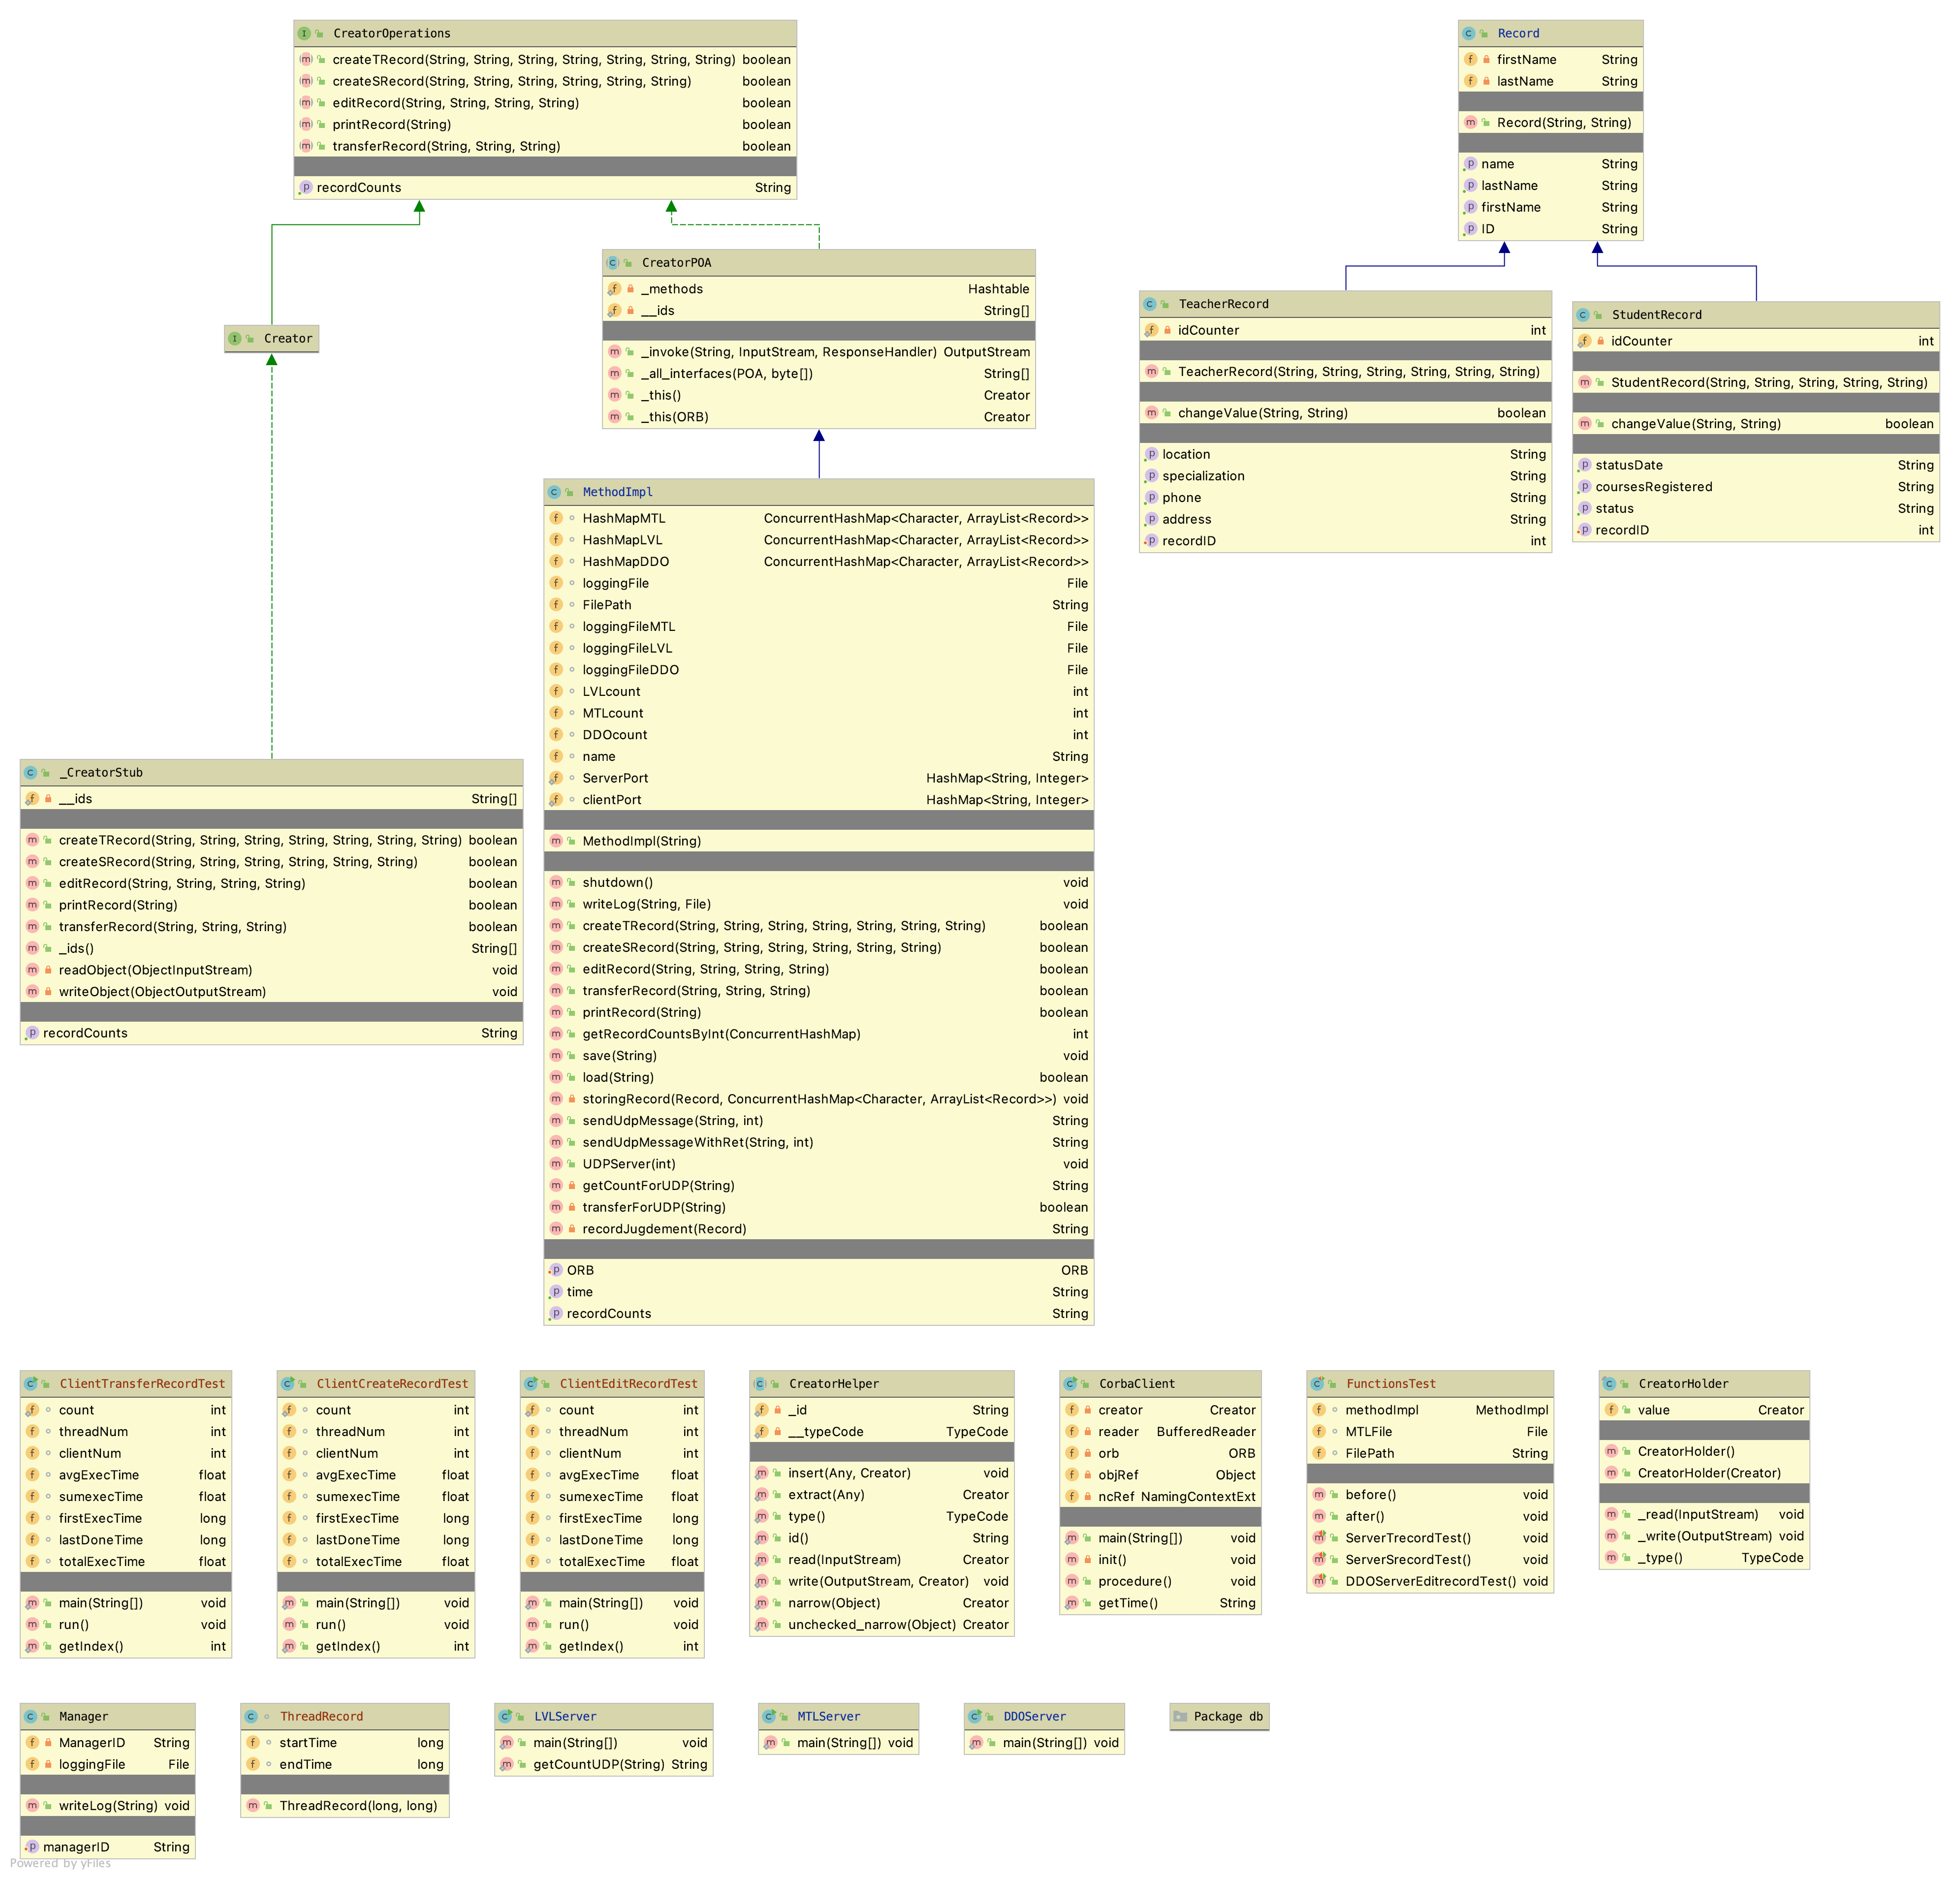 CreatorOperations
createTRecord(String, String, String, String, String, String, String) boolean
createSRecord(String, String, String, String, String, String) boolean
editRecord(String, String, String, String) boolean
printRecord(String) boolean
transferRecord(String, String, String) boolean
recordCounts String
Record
firstName String
lastName String
Record(String, String)
name String
lastName String
firstName String
ID String
CreatorPOA
_methods Hashtable
__ids String[]
_invoke(String, InputStream, ResponseHandler) OutputStream
_all_interfaces(POA, byte[]) String[]
_this() Creator
_this(ORB) Creator
Creator
TeacherRecord
idCounter int
TeacherRecord(String, String, String, String, String, String)
changeValue(String, String) boolean
location String
specialization String
phone String
address String
recordID int
StudentRecord
idCounter int
StudentRecord(String, String, String, String, String)
changeValue(String, String) boolean
statusDate String
coursesRegistered String
status String
recordID int
MethodImpl
HashMapMTL ConcurrentHashMap<Character, ArrayList<Record>>
HashMapLVL ConcurrentHashMap<Character, ArrayList<Record>>
HashMapDDO ConcurrentHashMap<Character, ArrayList<Record>>
loggingFile File
FilePath String
loggingFileMTL File
loggingFileLVL File
loggingFileDDO File
LVLcount int
MTLcount int
DDOcount int
name String
ServerPort HashMap<String, Integer>
clientPort HashMap<String, Integer>
MethodImpl(String)
shutdown() void
writeLog(String, File) void
createTRecord(String, String, String, String, String, String, String) boolean
createSRecord(String, String, String, String, String, String) boolean
editRecord(String, String, String, String) boolean
transferRecord(String, String, String) boolean
printRecord(String) boolean
getRecordCountsByInt(ConcurrentHashMap) int
save(String) void
load(String) boolean
storingRecord(Record, ConcurrentHashMap<Character, ArrayList<Record>>) void
sendUdpMessage(String, int) String
sendUdpMessageWithRet(String, int) String
UDPServer(int) void
getCountForUDP(String) String
transferForUDP(String) boolean
recordJugdement(Record) String
ORB ORB
time String
recordCounts String
_CreatorStub
__ids String[]
createTRecord(String, String, String, String, String, String, String) boolean
createSRecord(String, String, String, String, String, String) boolean
editRecord(String, String, String, String) boolean
printRecord(String) boolean
transferRecord(String, String, String) boolean
_ids() String[]
readObject(ObjectInputStream) void
writeObject(ObjectOutputStream) void
recordCounts String
ClientTransferRecordTest
count int
threadNum int
clientNum int
avgExecTime float
sumexecTime float
firstExecTime long
lastDoneTime long
totalExecTime float
main(String[]) void
run() void
getIndex() int
ClientCreateRecordTest
count int
threadNum int
clientNum int
avgExecTime float
sumexecTime float
firstExecTime long
lastDoneTime long
totalExecTime float
main(String[]) void
run() void
getIndex() int
ClientEditRecordTest
count int
threadNum int
clientNum int
avgExecTime float
sumexecTime float
firstExecTime long
lastDoneTime long
totalExecTime float
main(String[]) void
run() void
getIndex() int
CreatorHelper
_id String
__typeCode TypeCode
insert(Any, Creator) void
extract(Any) Creator
type() TypeCode
id() String
read(InputStream) Creator
write(OutputStream, Creator) void
narrow(Object) Creator
unchecked_narrow(Object) Creator
CorbaClient
creator Creator
reader BufferedReader
orb ORB
objRef Object
ncRef NamingContextExt
main(String[]) void
init() void
procedure() void
getTime() String
FunctionsTest
methodImpl MethodImpl
MTLFile File
FilePath String
before() void
after() void
ServerTrecordTest() void
ServerSrecordTest() void
DDOServerEditrecordTest() void
CreatorHolder
value Creator
CreatorHolder()
CreatorHolder(Creator)
_read(InputStream) void
_write(OutputStream) void
_type() TypeCode
Manager
ManagerID String
loggingFile File
writeLog(String) void
managerID String
ThreadRecord
startTime long
endTime long
ThreadRecord(long, long)
LVLServer
main(String[]) void
getCountUDP(String) String
MTLServer
main(String[]) void
DDOServer
main(String[]) void
Package db
Powered by yFiles